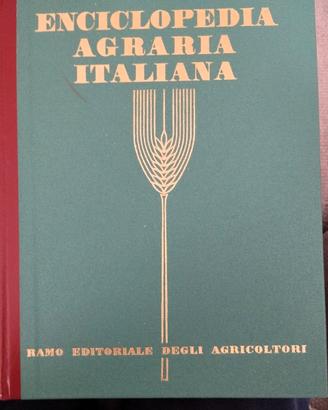 ENCICLOPEDIA
AGRARIA
ITALIANA
RAMO EDITORIALE DEGLI AGRICOLTORI